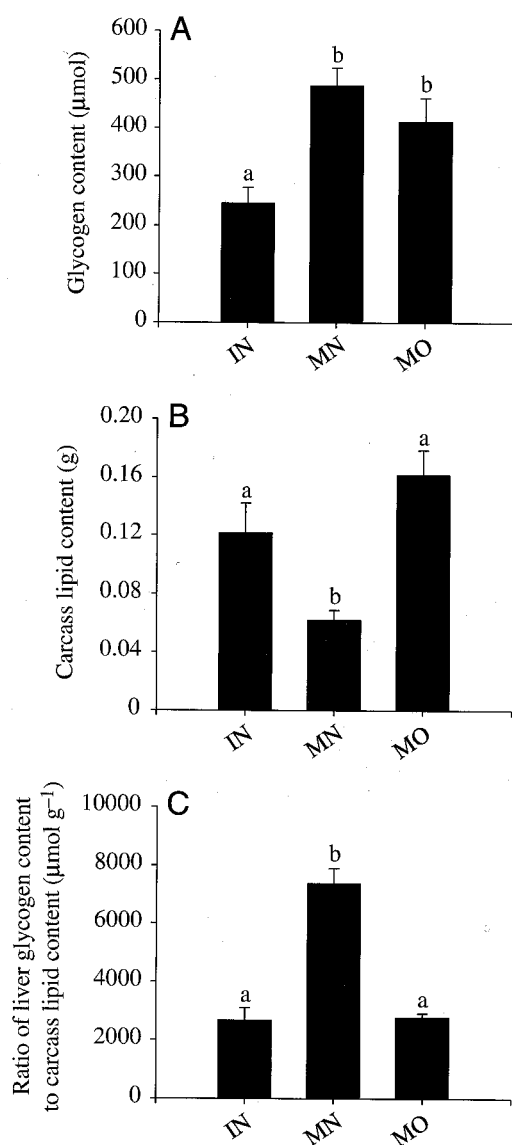 A
Glycogen content (μmol)
600
500
400
300
200
100
0
a
b
b
IN
MN
MO
B
Carcass lipid content (g)
0.20
0.16
0.12
0.08
0.04
0
a
b
a
IN
MN
MO
C
Ratio of liver glycogen content
to carcass lipid content (μmol g⁻¹)
10000
8000
6000
4000
2000
0
a
b
a
IN
MN
MO